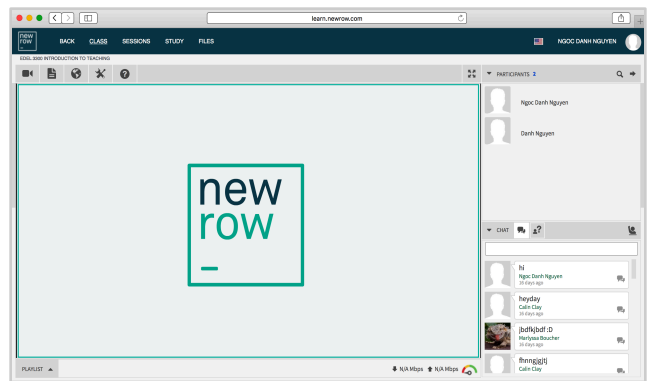 learn.newrow.com
new
row
BACK
CLASS
SESSIONS
STUDY
FILES
NGOC DANH NGUYEN
EDEL 3380 INTRODUCTION TO TEACHING
PARTICIPANTS 2
Ngoc Danh Nguyen
Danh Nguyen
new
row
CHAT
hi
Ngoc Danh Nguyen
16 days ago
heyday
Calin Clay
16 days ago
jbdfkjbdf :D
Marlyssa Boucher
16 days ago
fhnngjgjtj
Calin Clay
PLAYLIST
N/A Mbps
N/A Mbps